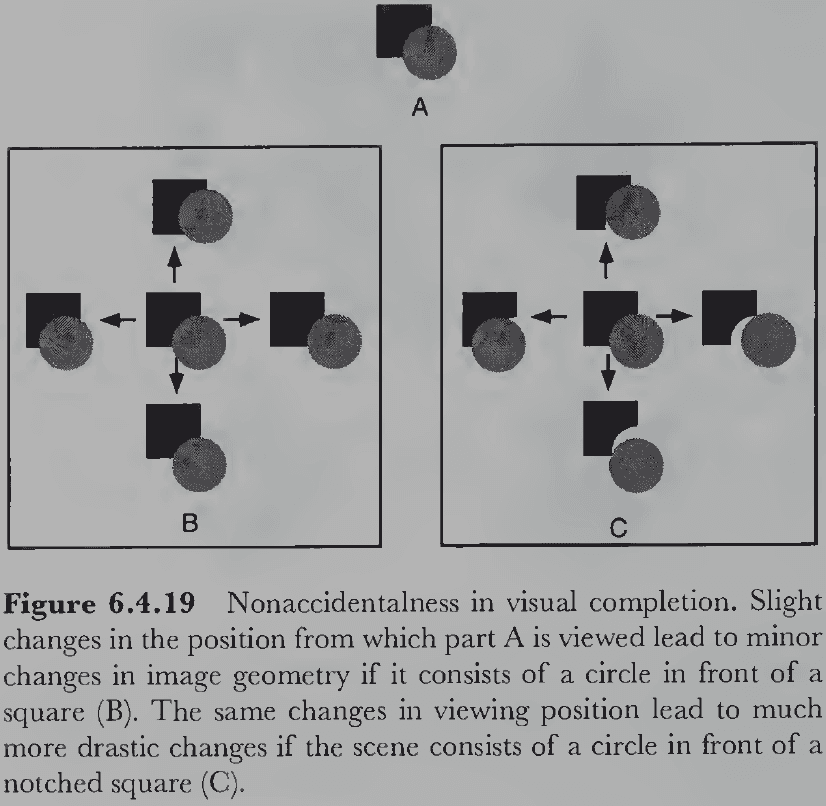 A
B
C
Figure 6.4.19 Nonaccidentalness in visual completion. Slight
changes in the position from which part A is viewed lead to minor
changes in image geometry if it consists of a circle in front of a
square (B). The same changes in viewing position lead to much
more drastic changes if the scene consists of a circle in front of a
notched square (C).